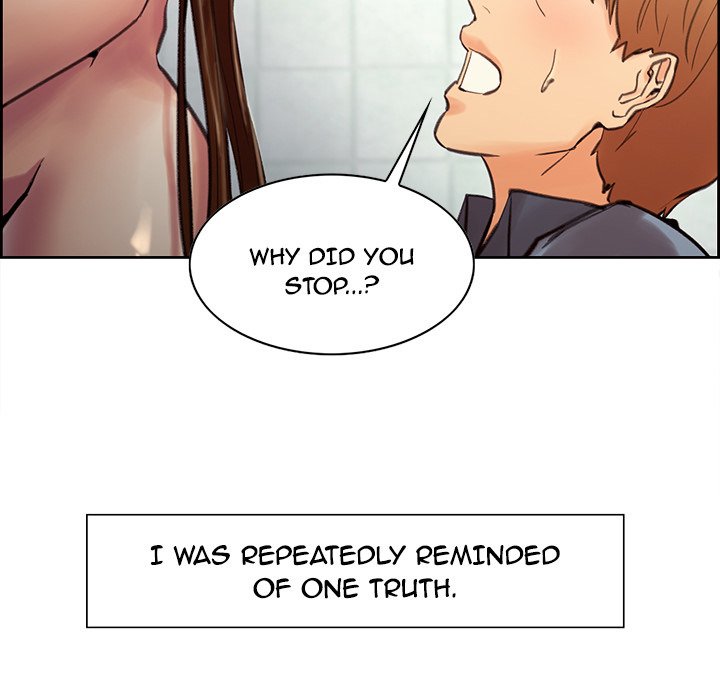 WHY DID YOU
STOP...?
I WAS REPEATEDLY REMINDED
OF ONE TRUTH.